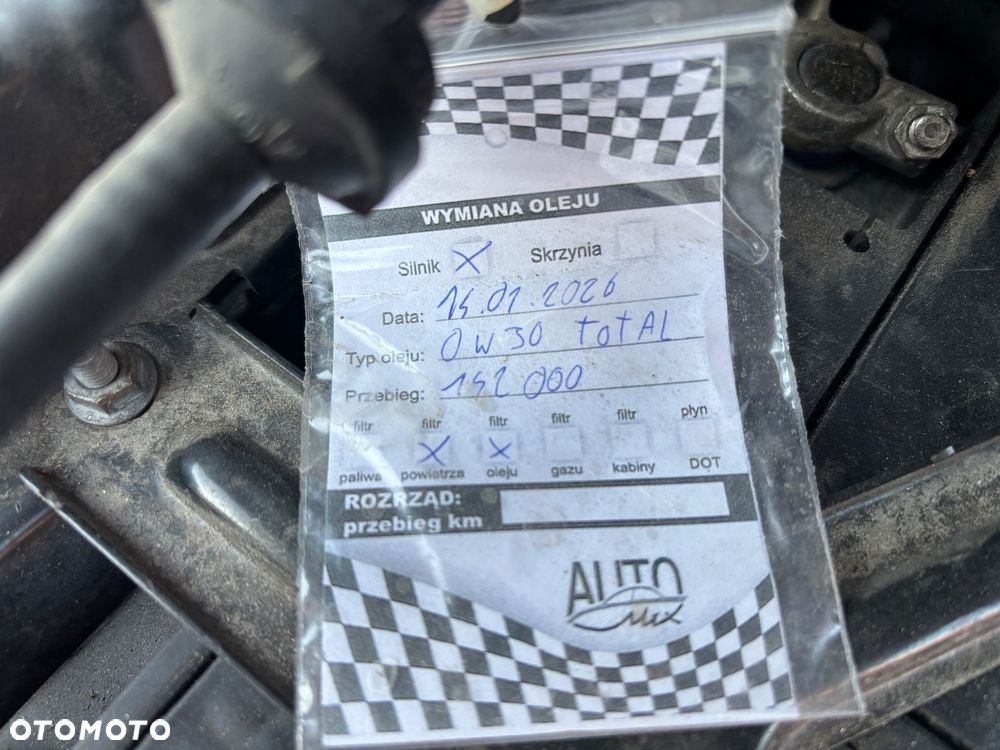 WYMIANA OLEJU
Silnik X Skrzynia
Data: 14.01.2026
Typ oleju: 0W30 TOTAL
Przebieg: 142 000
filtr filtr filtr filtr filtr płyn
X X
paliwa powietrza oleju gazu kabiny DOT
ROZRZĄD:
przebieg km
AUTO
Mix
OTOMOTO